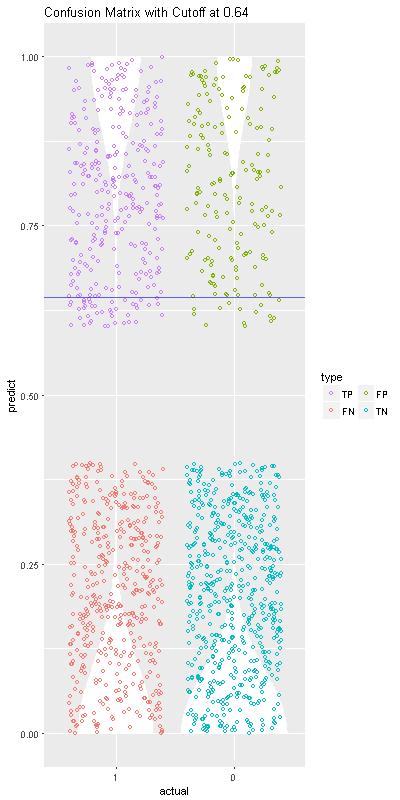 Confusion Matrix with Cutoff at 0.64
1.00
0.75
0.50
0.25
0.00
predict
1 0
actual
type
TP FP
FN TN